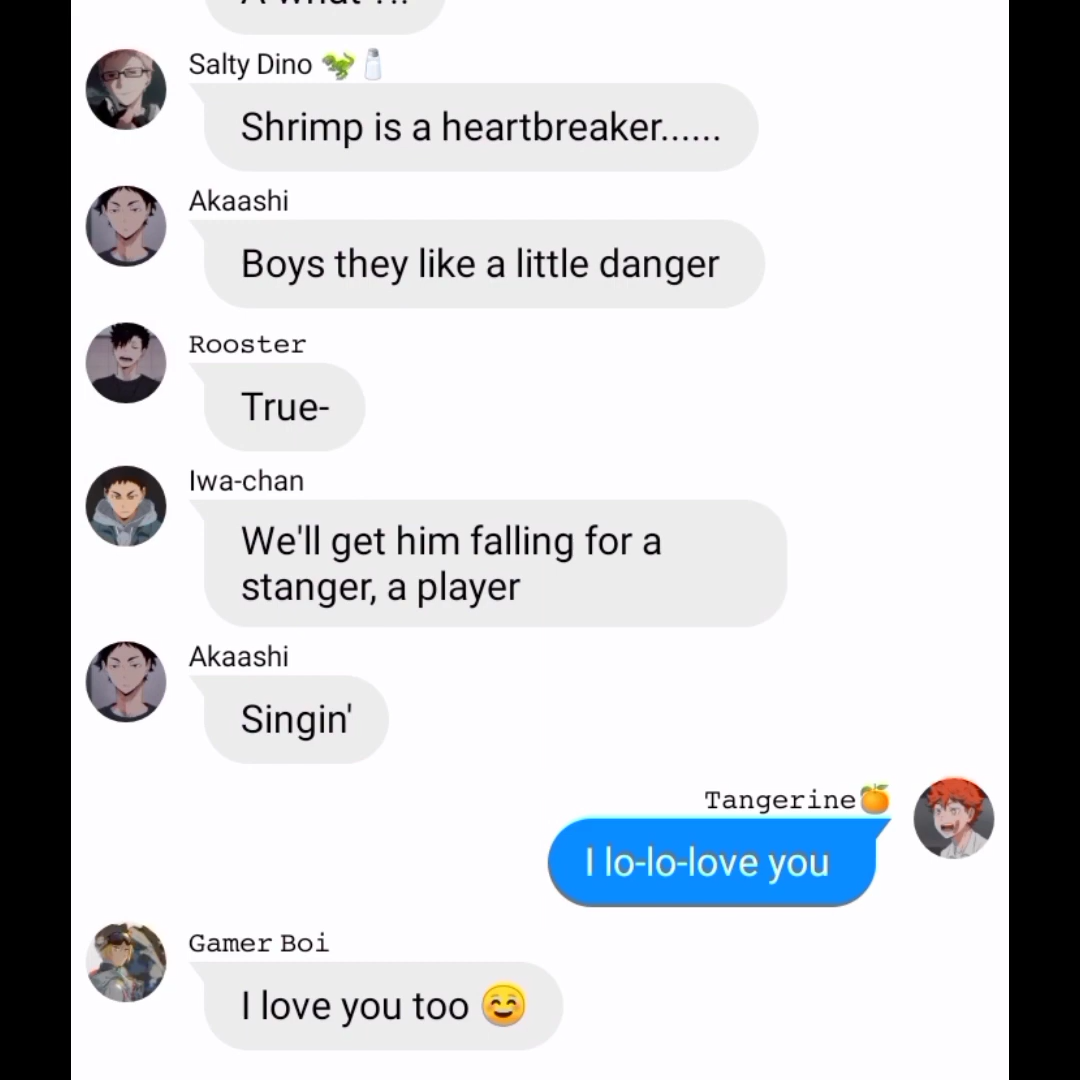 Salty Dino 🦖🧂
Shrimp is a heartbreaker......
Akaashi
Boys they like a little danger
Rooster
True-
Iwa-chan
We'll get him falling for a
stanger, a player
Akaashi
Singin'
Tangerine🍊
I lo-lo-love you
Gamer Boi
I love you too ☺️